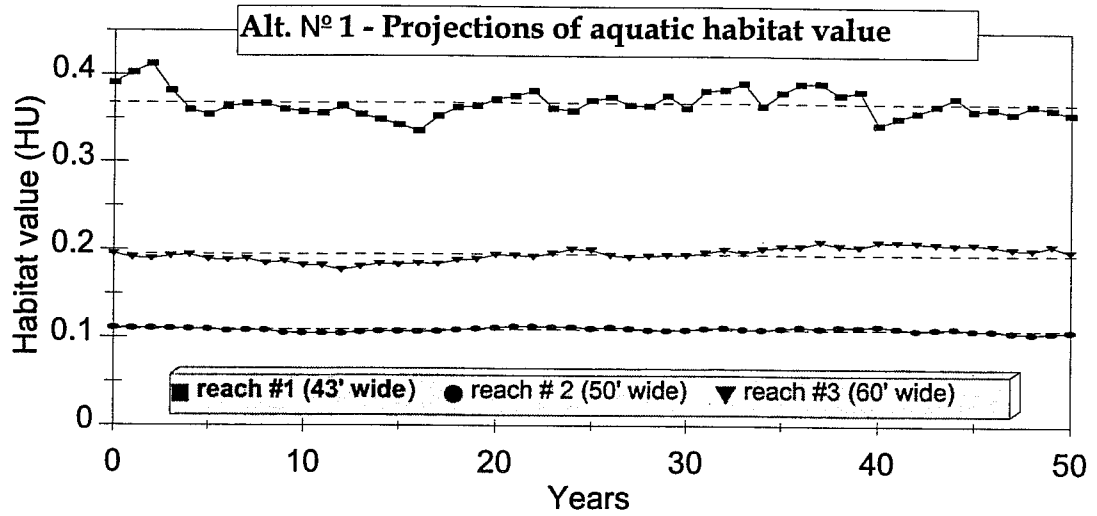 Alt. Nº 1 - Projections of aquatic habitat value
Habitat value (HU)
0.4
0.3
0.2
0.1
0
reach #1 (43' wide) reach # 2 (50' wide) reach #3 (60' wide)
0 10 20 30 40 50
Years